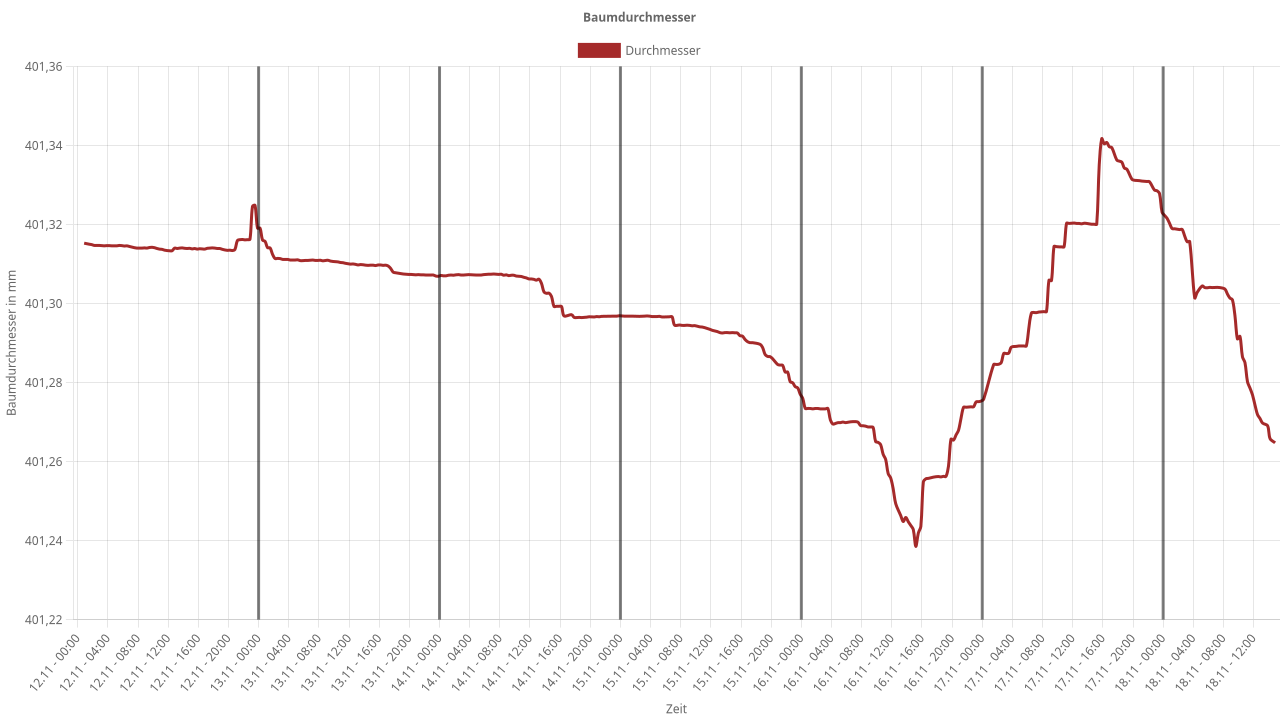 Baumdurchmesser
Durchmesser
401,36
401,34
401,32
401,30
401,28
401,26
401,24
401,22
Baumdurchmesser in mm
12.11 - 00:00
12.11 - 04:00
12.11 - 08:00
12.11 - 12:00
12.11 - 16:00
12.11 - 20:00
13.11 - 00:00
13.11 - 04:00
13.11 - 08:00
13.11 - 12:00
13.11 - 16:00
13.11 - 20:00
14.11 - 00:00
14.11 - 04:00
14.11 - 08:00
14.11 - 12:00
14.11 - 16:00
14.11 - 20:00
15.11 - 00:00
15.11 - 04:00
15.11 - 08:00
15.11 - 12:00
15.11 - 16:00
15.11 - 20:00
16.11 - 00:00
16.11 - 04:00
16.11 - 08:00
16.11 - 12:00
16.11 - 16:00
16.11 - 20:00
17.11 - 00:00
17.11 - 04:00
17.11 - 08:00
17.11 - 12:00
17.11 - 16:00
17.11 - 20:00
18.11 - 00:00
18.11 - 04:00
18.11 - 08:00
18.11 - 12:00
Zeit